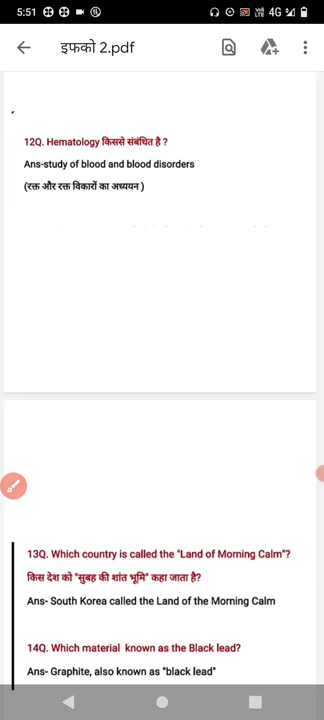 5:51 4G
इफको 2.pdf
12Q. Hematology किससे संबंधित है ?
Ans-study of blood and blood disorders
(रक्त और रक्त विकारों का अध्ययन )
13Q. Which country is called the "Land of Morning Calm"?
किस देश को "सुबह की शांत भूमि" कहा जाता है?
Ans- South Korea called the Land of the Morning Calm
14Q. Which material  known as the Black lead?
Ans- Graphite, also known as "black lead"